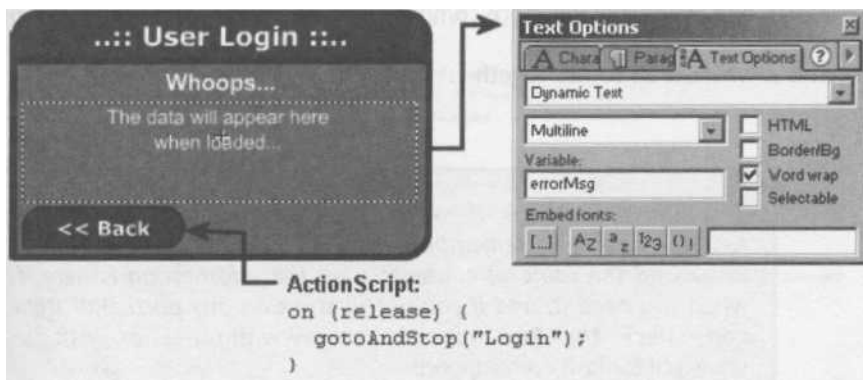 ..:: User Login ::..
Whoops...
The data will appear here
when loaded...
<< Back
Text Options
Chara
Parag
Text Options
?
Dynamic Text
Multiline
HTML
Border/Bg
Variable:
errorMsg
Word wrap
Selectable
Embed fonts:
[...] Az az 123 ()!
ActionScript:
on (release) {
gotoAndStop("Login");
}